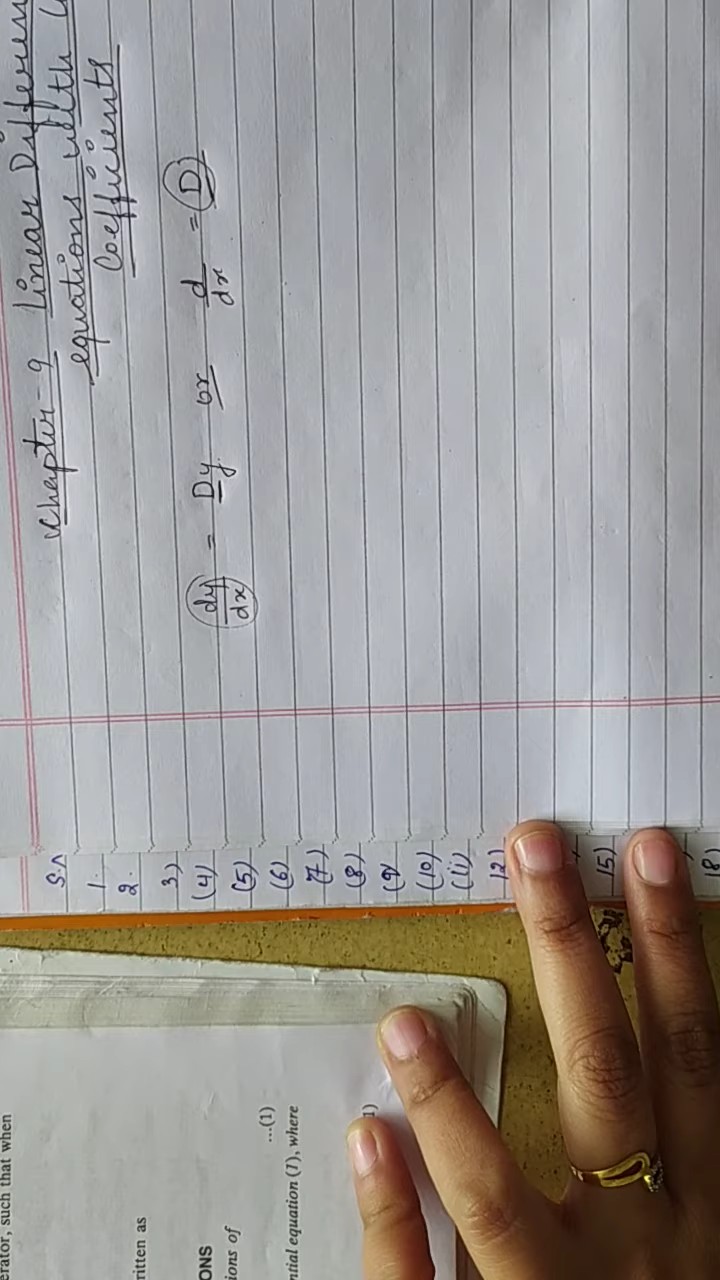 Chapter-9 Linear Differen
equations with
Coefficients
dy/dx = Dy or d/dx = D
S.N
1.
2.
3)
(4)
(5)
(6)
7)
(8)
(9)
(10)
(11)
12)
15)
18)
erator, such that when
ritten as
ONS
ions of
...(1)
ntial equation (1), where
1)